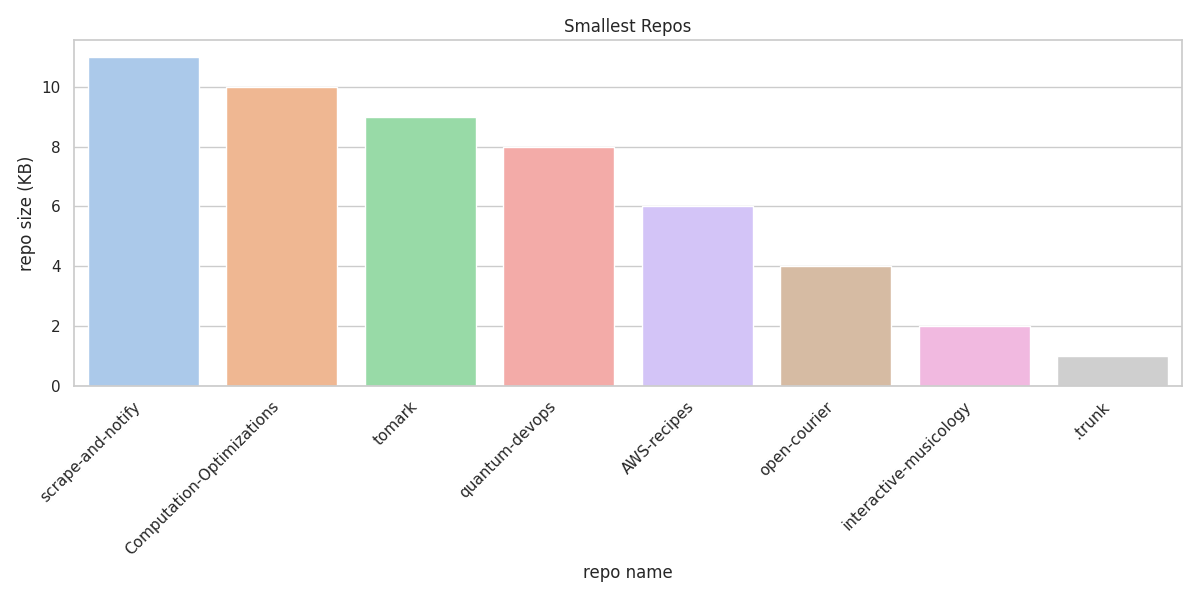 Smallest Repos
repo size (KB)
10
8
6
4
2
0
scrape-and-notify
Computation-Optimizations
tomark
quantum-devops
AWS-recipes
open-courier
interactive-musicology
.trunk
repo name